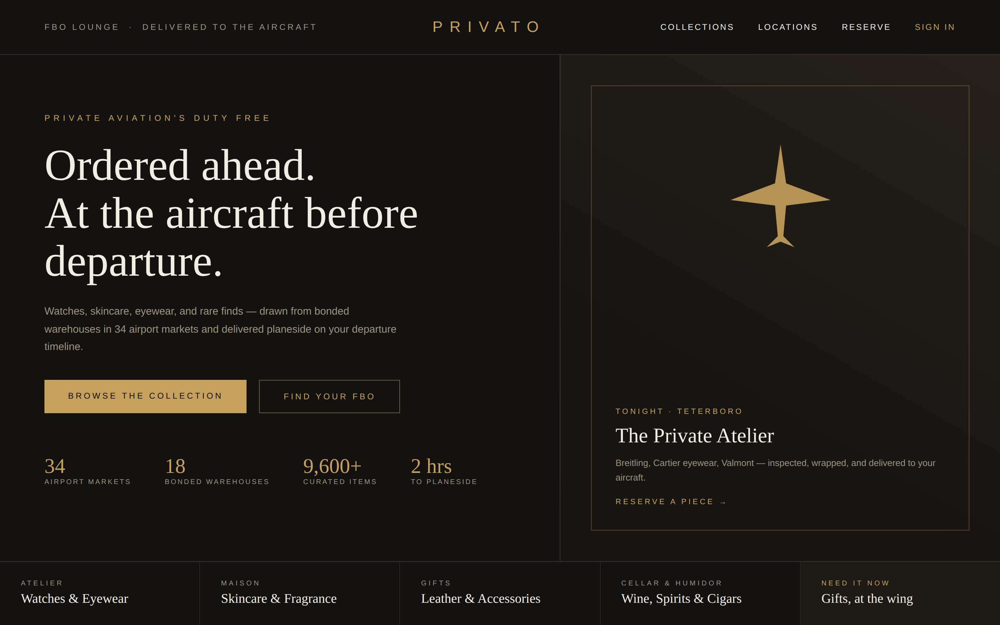 FBO LOUNGE · DELIVERED TO THE AIRCRAFT
PRIVATO
COLLECTIONS
LOCATIONS
RESERVE
SIGN IN
PRIVATE AVIATION'S DUTY FREE
Ordered ahead.
At the aircraft before
departure.
Watches, skincare, eyewear, and rare finds — drawn from bonded
warehouses in 34 airport markets and delivered planeside on your departure
timeline.
BROWSE THE COLLECTION
FIND YOUR FBO
34
AIRPORT MARKETS
18
BONDED WAREHOUSES
9,600+
CURATED ITEMS
2 hrs
TO PLANESIDE
TONIGHT · TETERBORO
The Private Atelier
Breitling, Cartier eyewear, Valmont — inspected, wrapped, and delivered to your
aircraft.
RESERVE A PIECE →
ATELIER
Watches & Eyewear
MAISON
Skincare & Fragrance
GIFTS
Leather & Accessories
CELLAR & HUMIDOR
Wine, Spirits & Cigars
NEED IT NOW
Gifts, at the wing